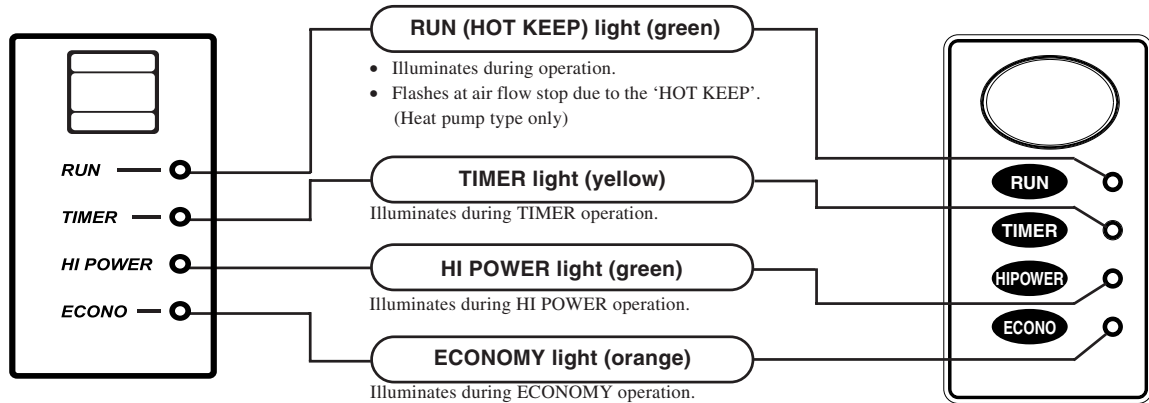 RUN
TIMER
HI POWER
ECONO
RUN (HOT KEEP) light (green)
• Illuminates during operation.
• Flashes at air flow stop due to the ‘HOT KEEP’.
(Heat pump type only)
TIMER light (yellow)
Illuminates during TIMER operation.
HI POWER light (green)
Illuminates during HI POWER operation.
ECONOMY light (orange)
Illuminates during ECONOMY operation.
RUN
TIMER
HIPOWER
ECONO